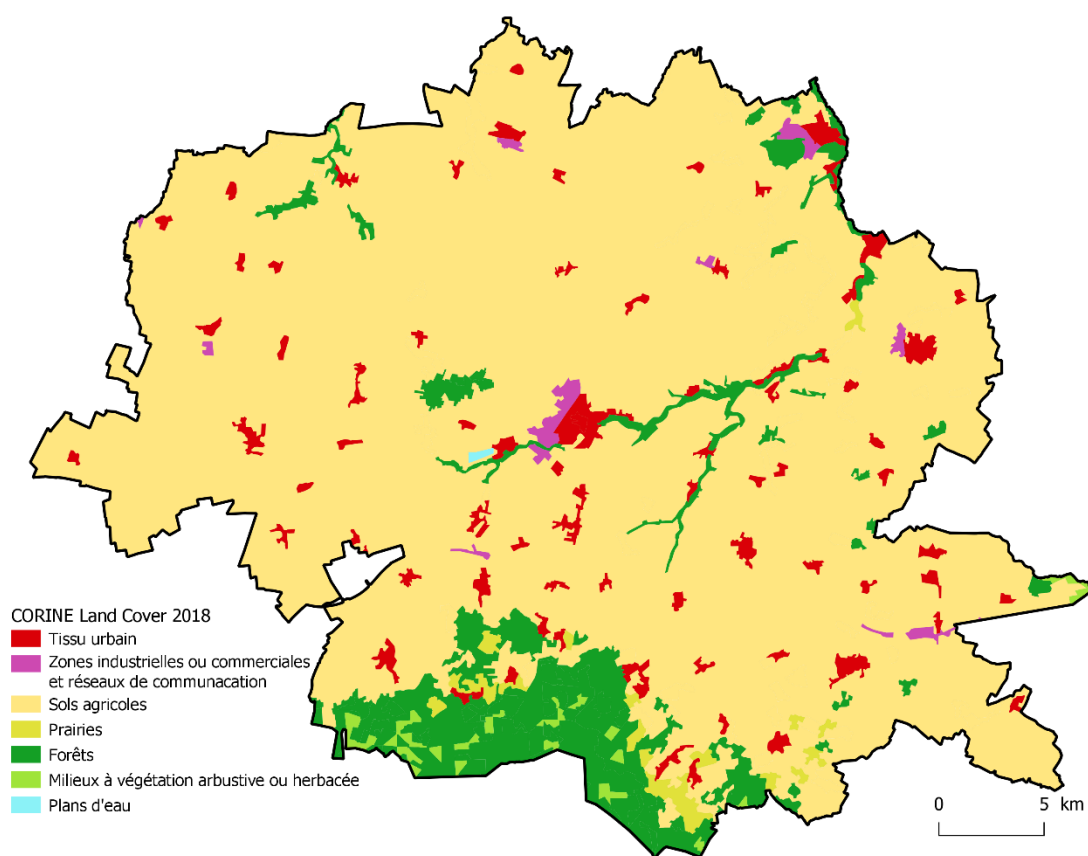 CORINE Land Cover 2018
Tissu urbain
Zones industrielles ou commerciales
et réseaux de communacation
Sols agricoles
Prairies
Forêts
Milieux à végétation arbustive ou herbacée
Plans d'eau
0 5 km